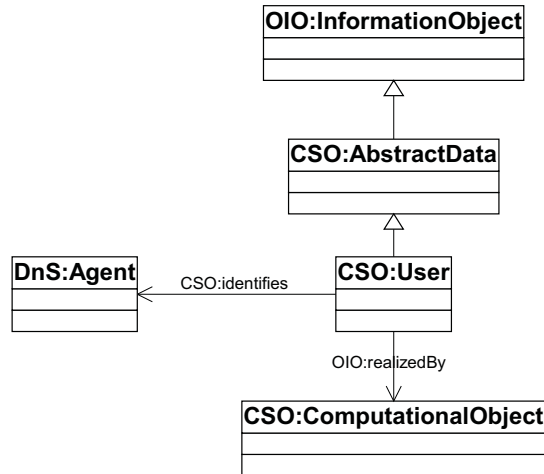 OIO:InformationObject
CSO:AbstractData
DnS:Agent
CSO:identifies
CSO:User
OIO:realizedBy
CSO:ComputationalObject